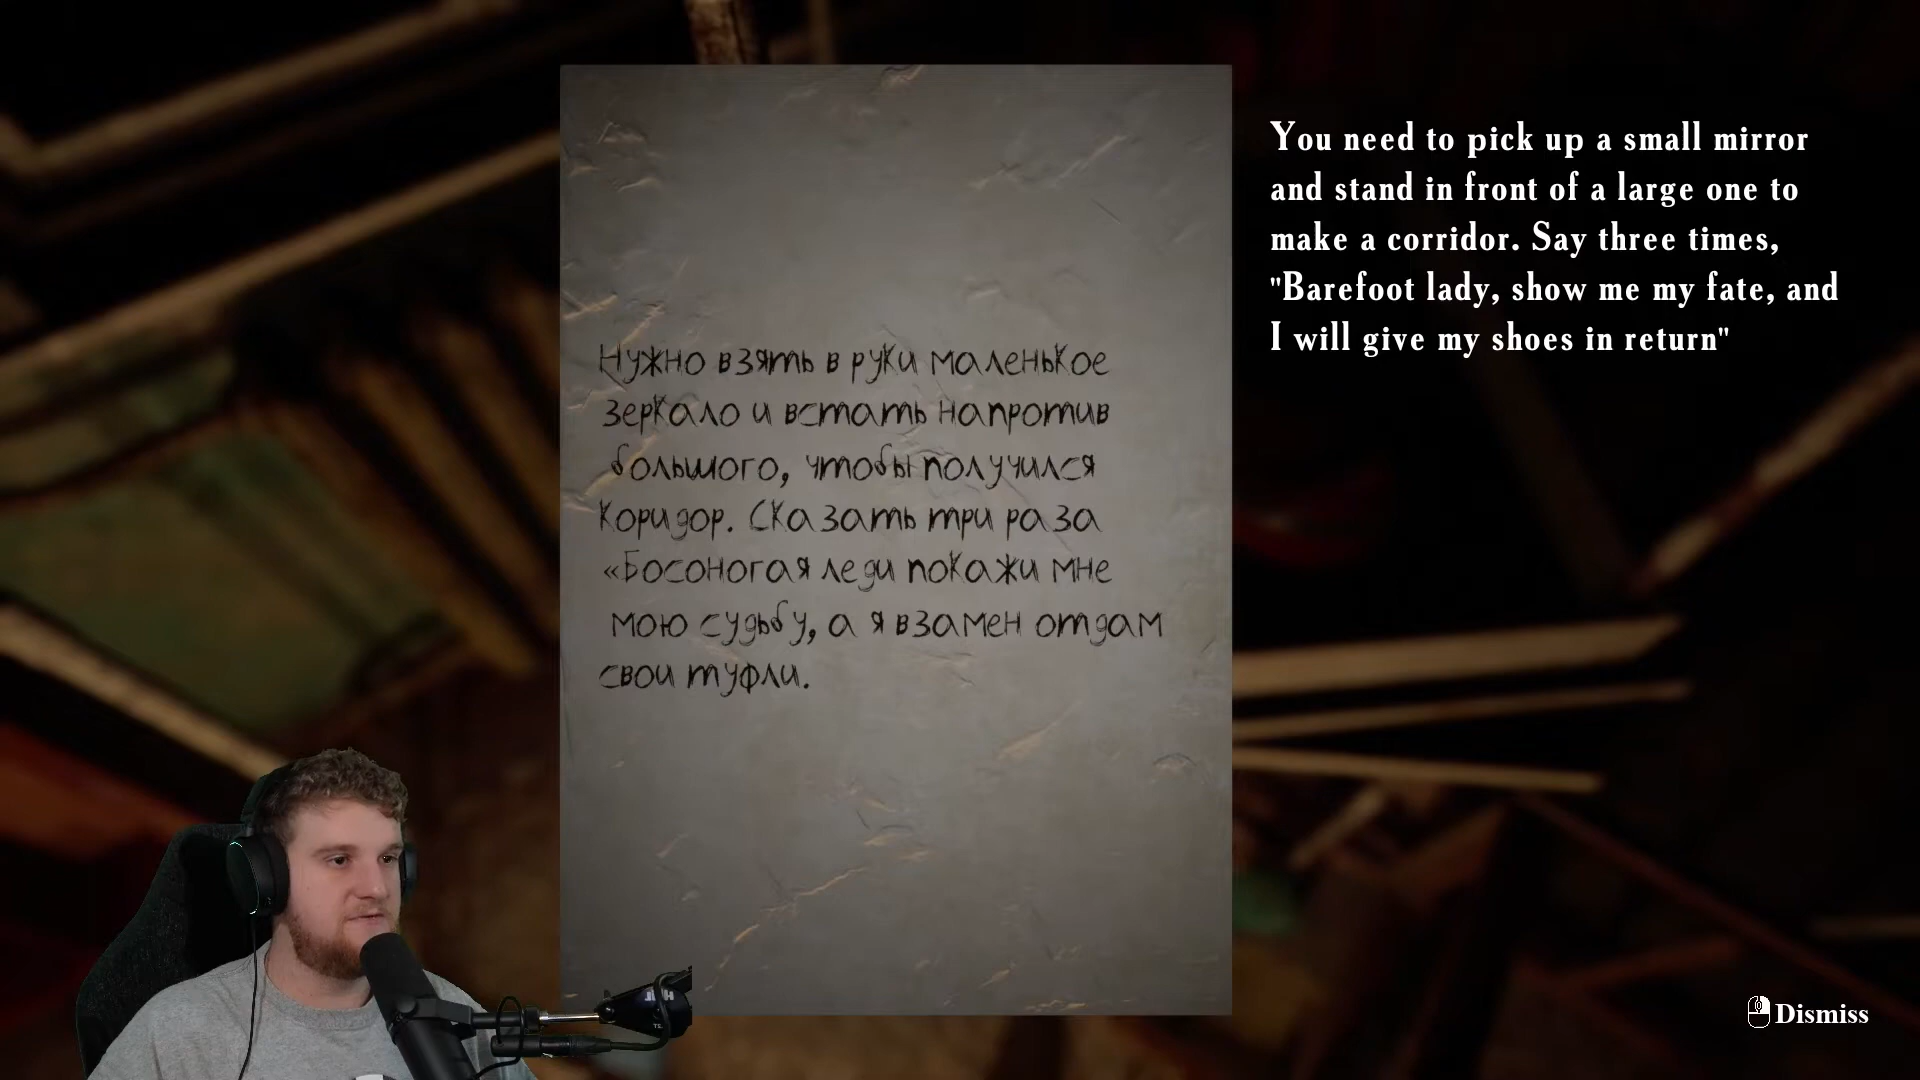 Нужно взять в руки маленькое
зеркало и встать напротив
большого, чтобы получился
коридор. Сказать три раза
«Босоногая леди покажи мне
мою судьбу, а я взамен отдам
свои туфли.
You need to pick up a small mirror
and stand in front of a large one to
make a corridor. Say three times,
"Barefoot lady, show me my fate, and
I will give my shoes in return"
Dismiss